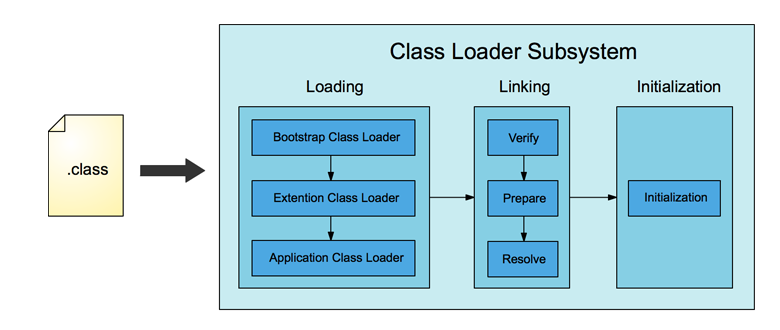 Class Loader Subsystem
Loading
Linking
Initialization
.class
Bootstrap Class Loader
Extention Class Loader
Application Class Loader
Verify
Prepare
Resolve
Initialization